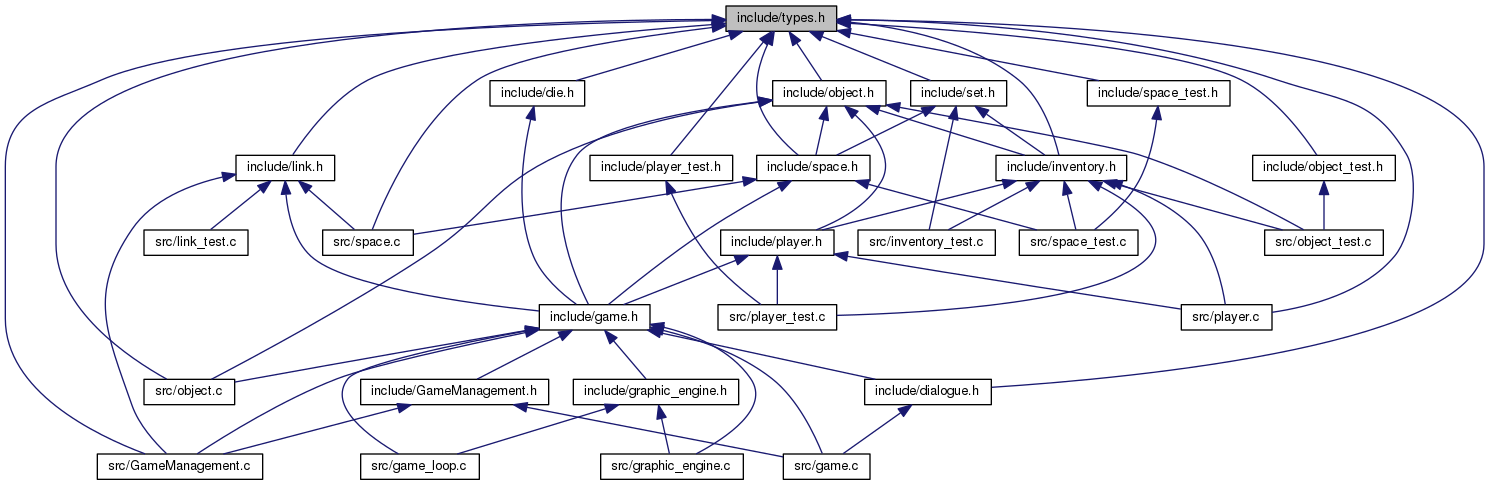 include/types.h
include/die.h
include/object.h
include/set.h
include/space_test.h
include/link.h
include/player_test.h
include/space.h
include/inventory.h
include/object_test.h
src/link_test.c
src/space.c
include/player.h
src/inventory_test.c
src/space_test.c
src/object_test.c
include/game.h
src/player_test.c
src/player.c
src/object.c
include/GameManagement.h
include/graphic_engine.h
include/dialogue.h
src/GameManagement.c
src/game_loop.c
src/graphic_engine.c
src/game.c